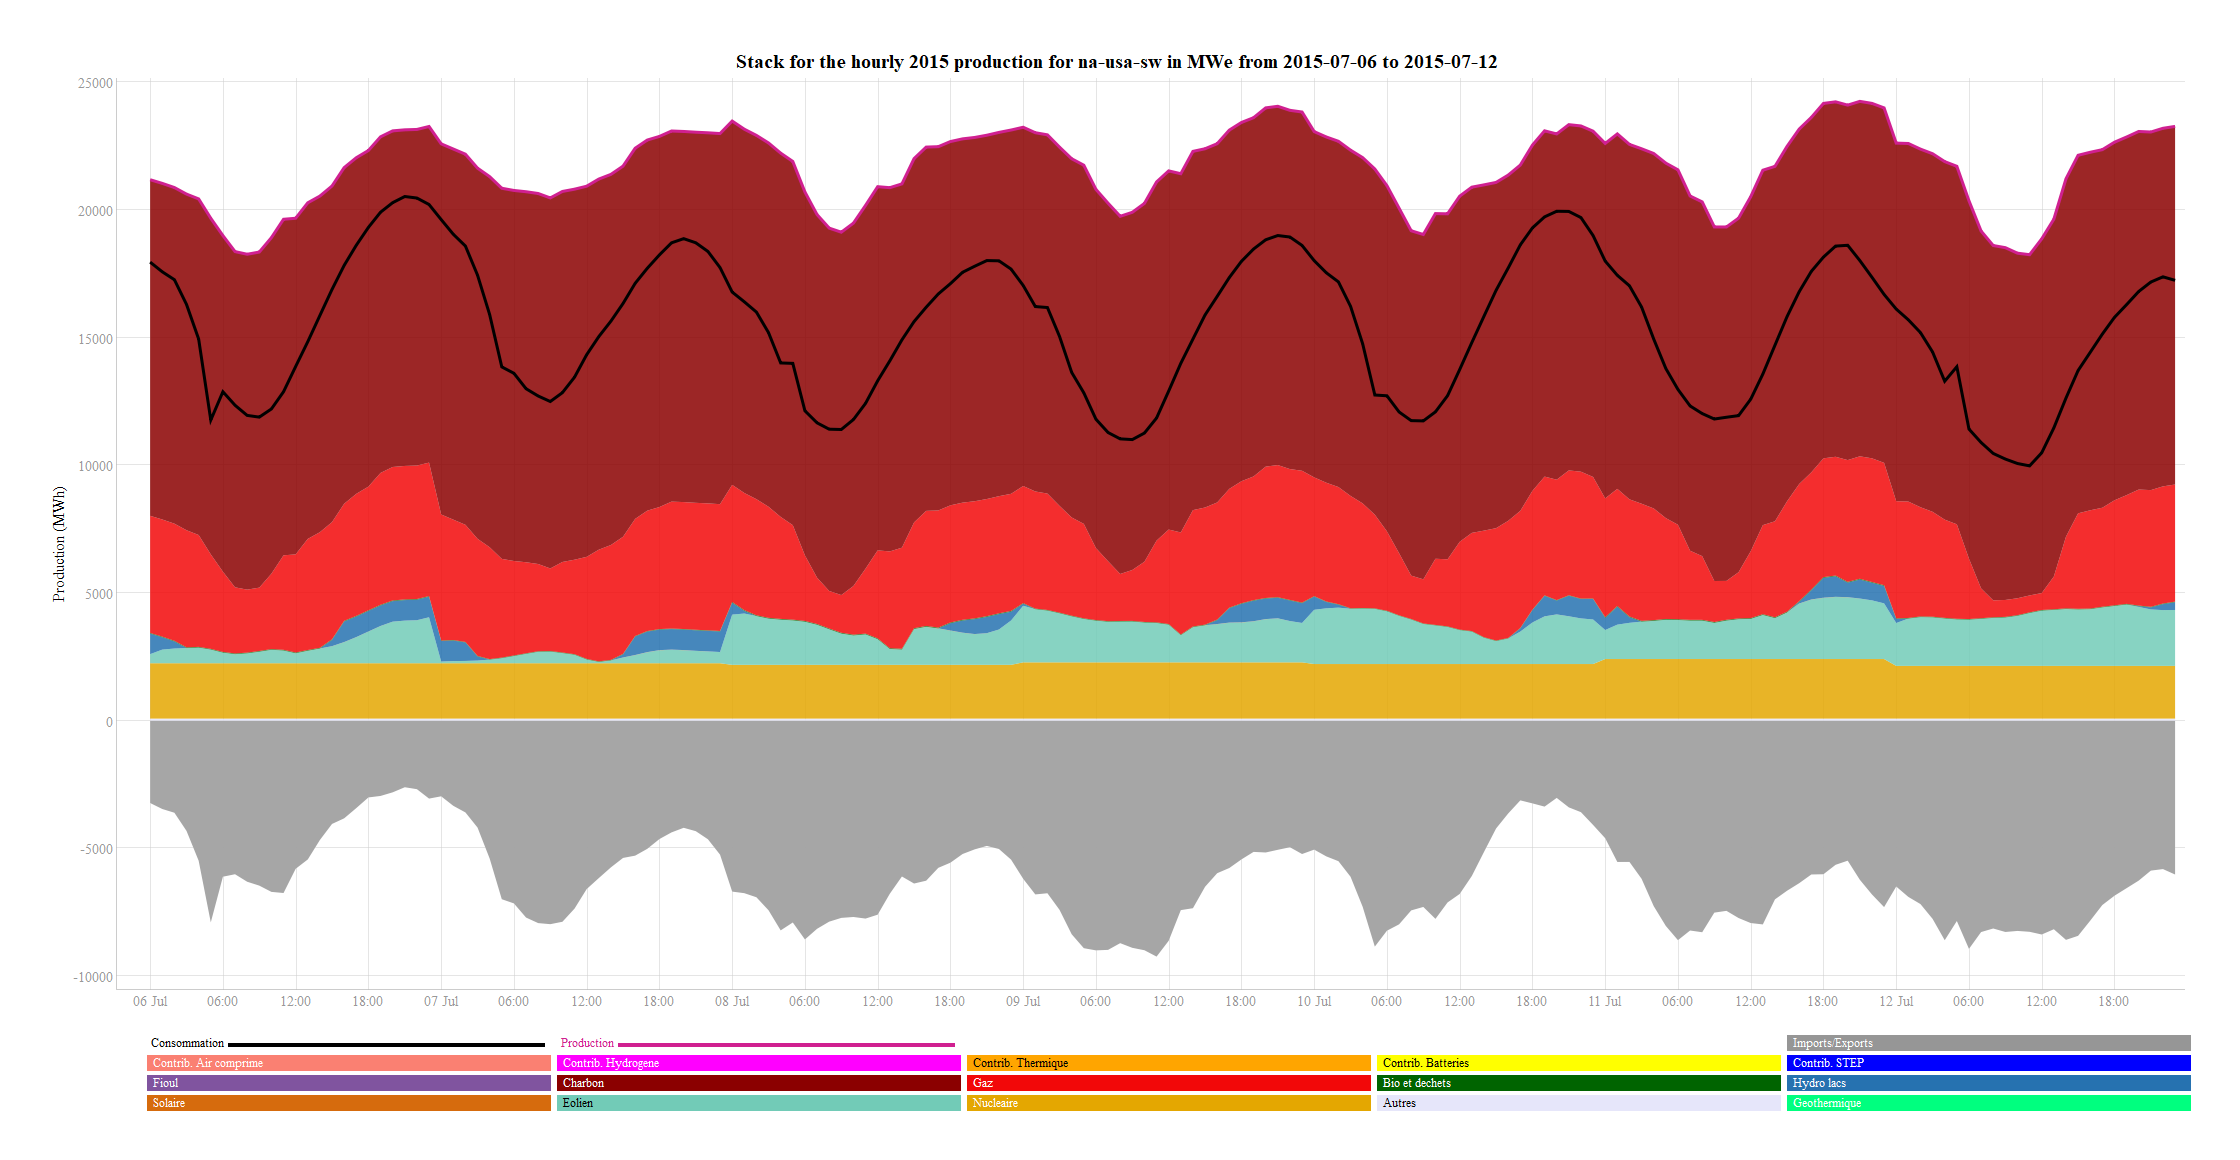 Stack for the hourly 2015 production for na-usa-sw in MWe from 2015-07-06 to 2015-07-12
25000
20000
15000
10000
5000
0
-5000
-10000
Production (MWh)
06 Jul 06:00 12:00 18:00 07 Jul 06:00 12:00 18:00 08 Jul 06:00 12:00 18:00 09 Jul 06:00 12:00 18:00 10 Jul 06:00 12:00 18:00 11 Jul 06:00 12:00 18:00 12 Jul 06:00 12:00 18:00
Consommation Production Imports/Exports
Contrib. Air comprime Contrib. Hydrogene Contrib. Thermique Contrib. Batteries Contrib. STEP
Fioul Charbon Gaz Bio et dechets Hydro lacs
Solaire Eolien Nucleaire Autres Geothermique